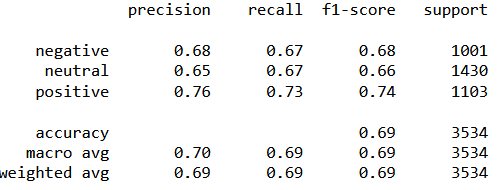 precision recall f1-score support
negative 0.68 0.67 0.68 1001
neutral 0.65 0.67 0.66 1430
positive 0.76 0.73 0.74 1103
accuracy 0.69 3534
macro avg 0.70 0.69 0.69 3534
weighted avg 0.69 0.69 0.69 3534